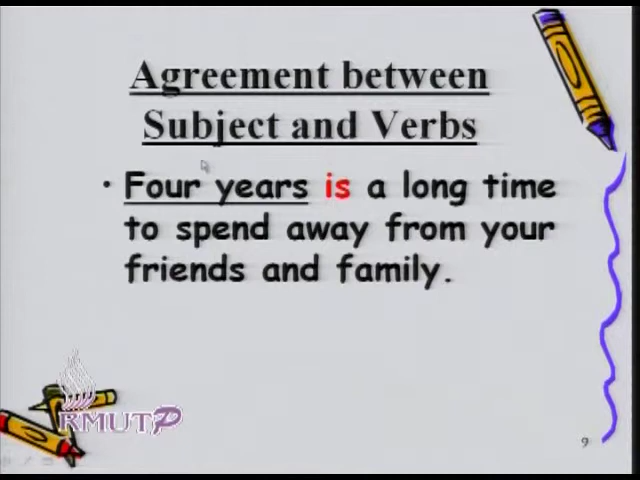 Agreement between
Subject and Verbs
• Four years is a long time
to spend away from your
friends and family.
RMUTP
9